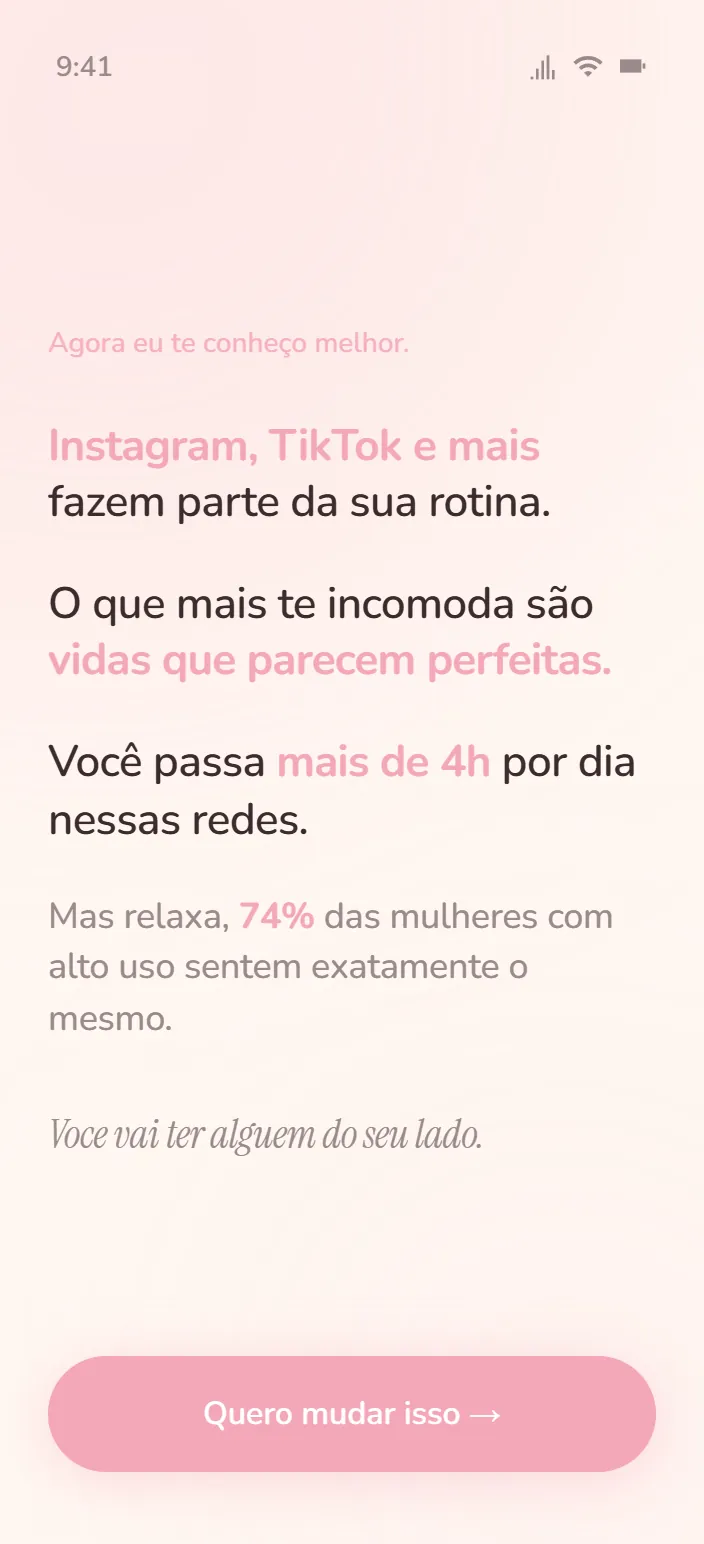 9:41
Agora eu te conheço melhor.
Instagram, TikTok e mais
fazem parte da sua rotina.
O que mais te incomoda são
vidas que parecem perfeitas.
Você passa mais de 4h por dia
nessas redes.
Mas relaxa, 74% das mulheres com
alto uso sentem exatamente o
mesmo.
Voce vai ter alguem do seu lado.
Quero mudar isso →